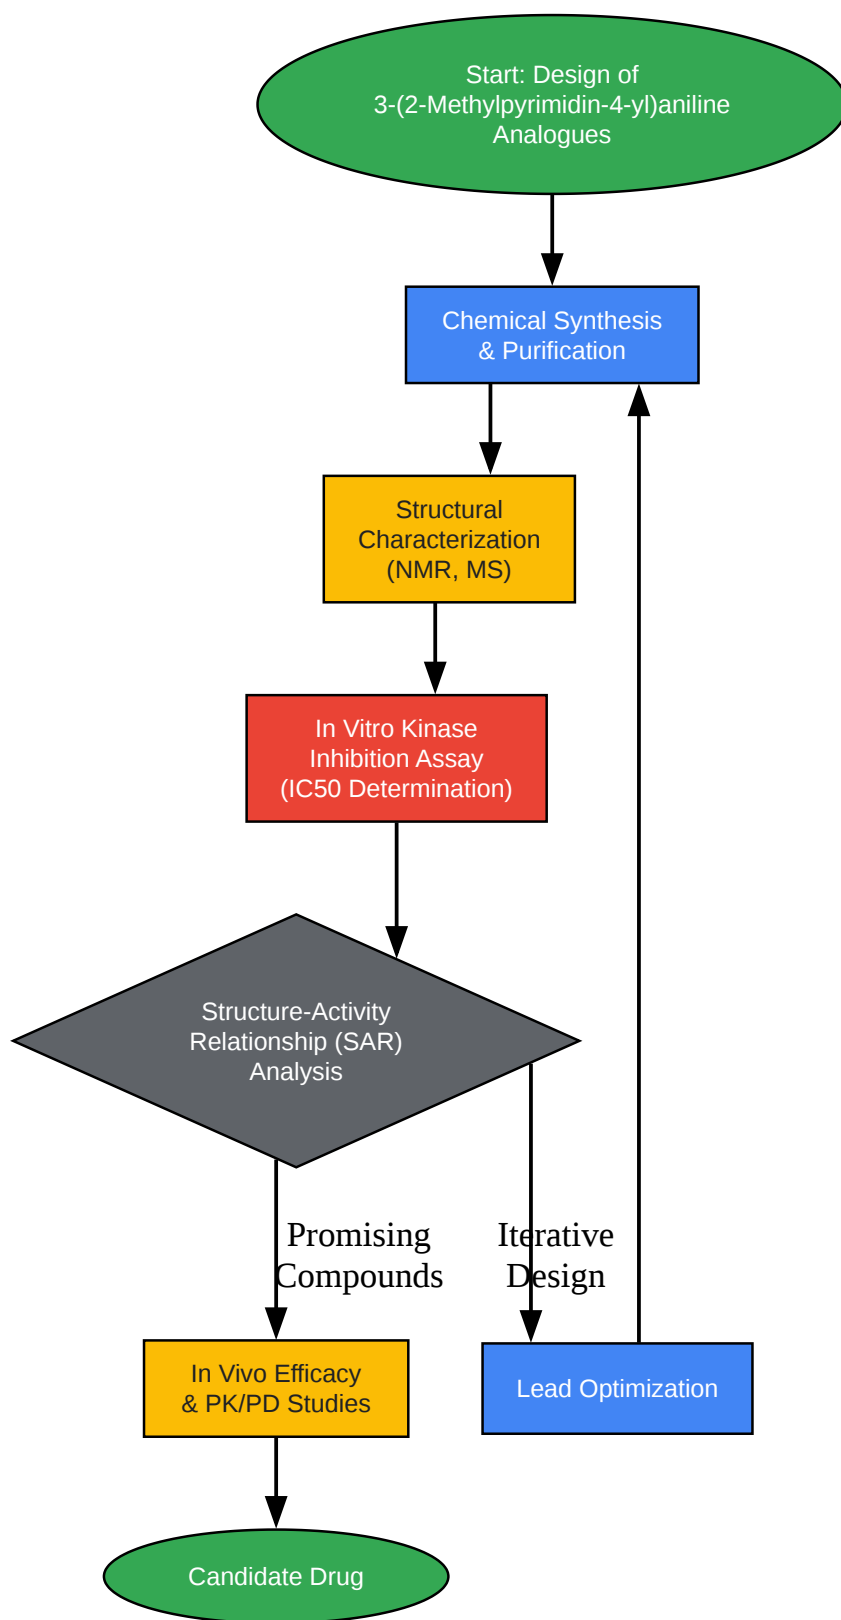 Start: Design of
3-(2-Methylpyrimidin-4-yl)aniline
Analogues
Chemical Synthesis
& Purification
Structural
Characterization
(NMR, MS)
In Vitro Kinase
Inhibition Assay
(IC50 Determination)
Structure-Activity
Relationship (SAR)
Analysis
Promising
Compounds
Iterative
Design
In Vivo Efficacy
& PK/PD Studies
Lead Optimization
Candidate Drug